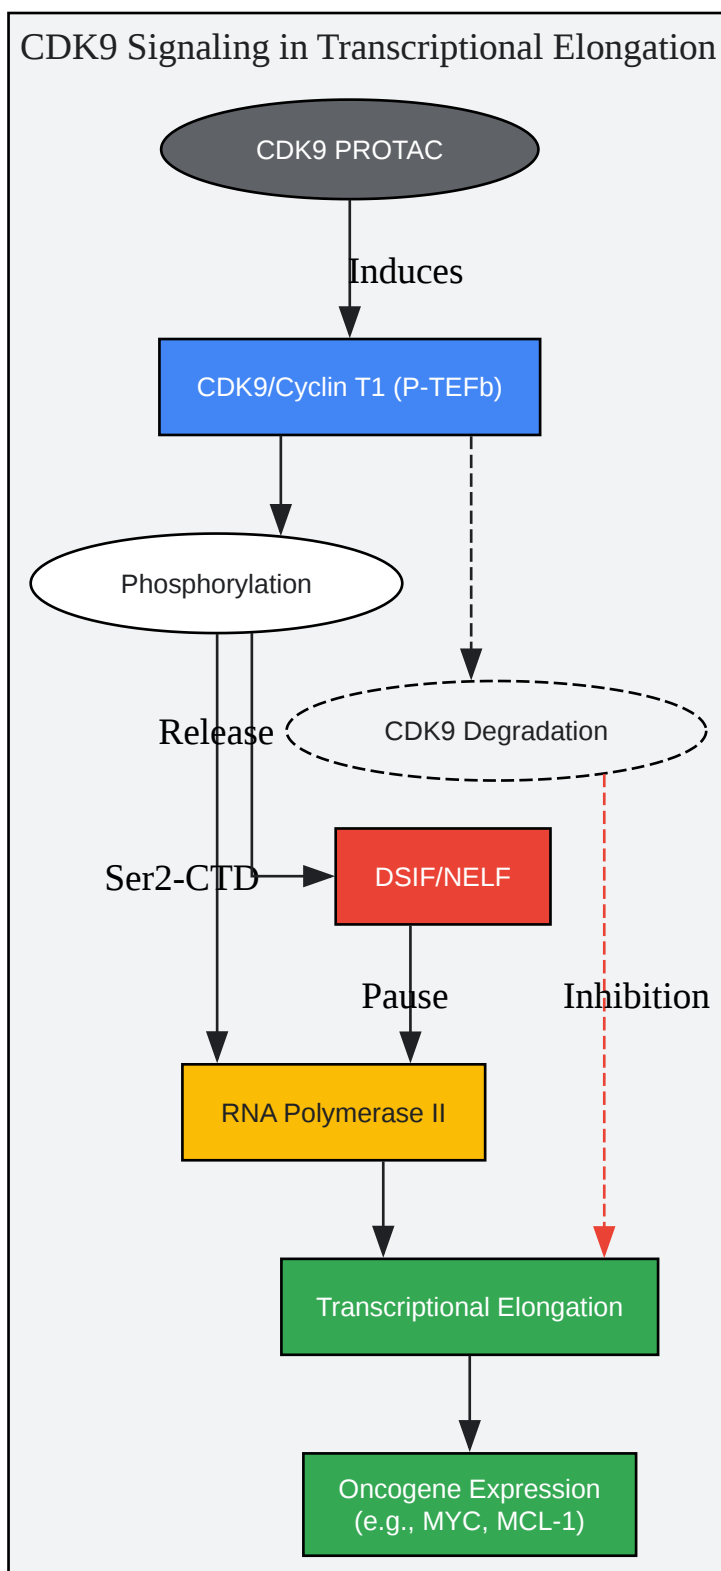 CDK9 Signaling in Transcriptional Elongation
CDK9 PROTAC
Induces
CDK9/Cyclin T1 (P-TEFb)
Phosphorylation
Release
CDK9 Degradation
Ser2-CTD
DSIF/NELF
Pause
Inhibition
RNA Polymerase II
Transcriptional Elongation
Oncogene Expression
(e.g., MYC, MCL-1)